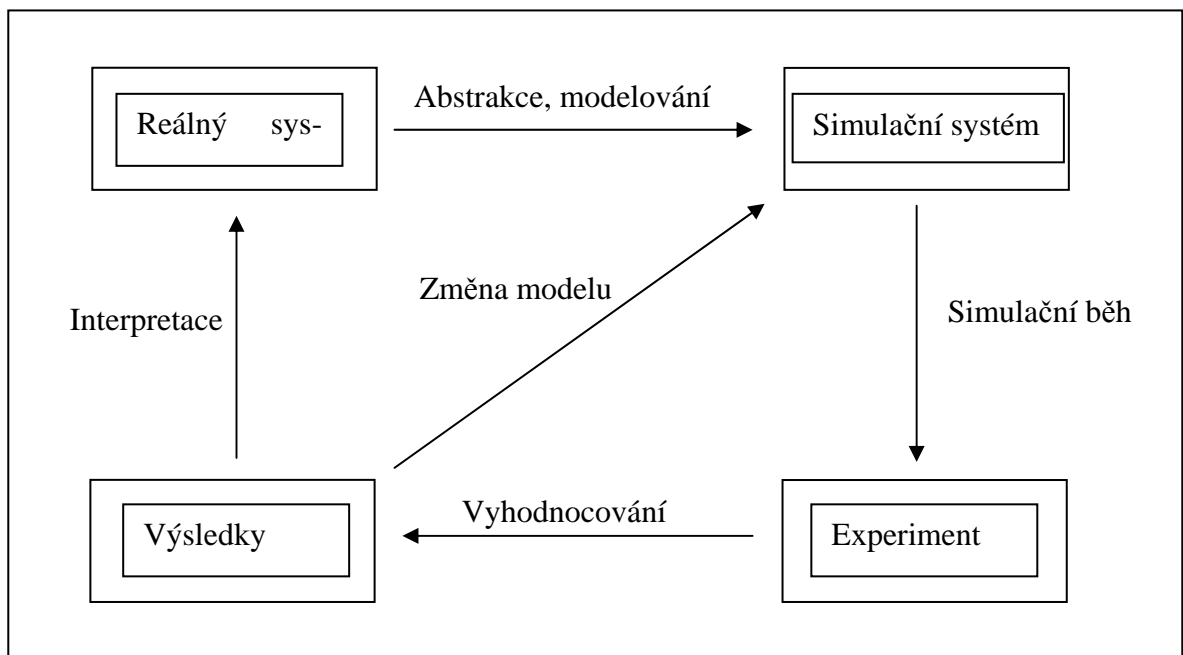 Abstrakce, modelování
Reálný sys-
Simulační systém
Změna modelu
Interpretace
Simulační běh
Vyhodnocování
Výsledky
Experiment